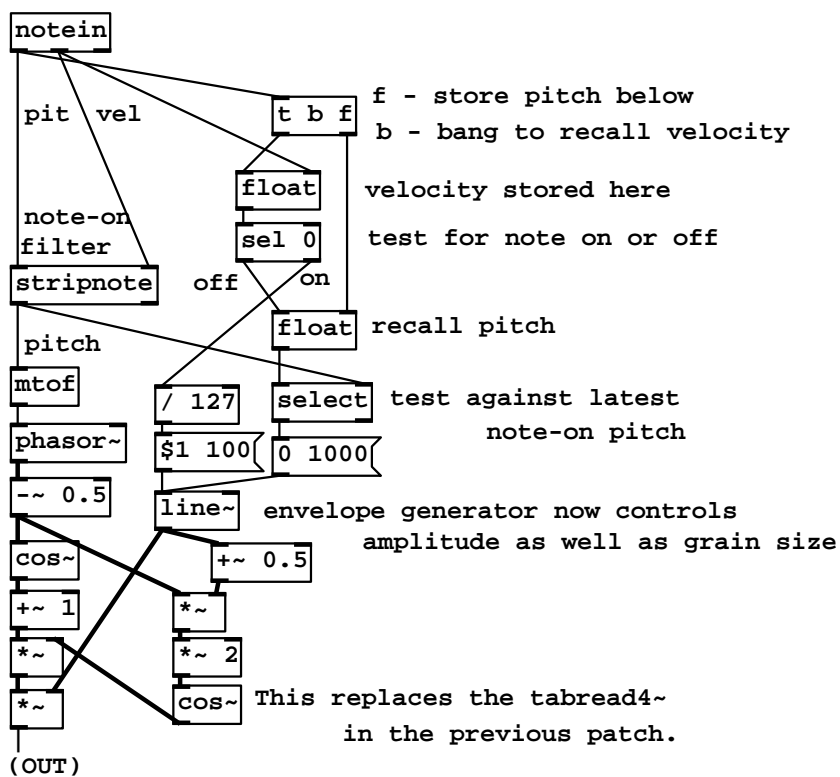 notein
f - store pitch below
t b f
pit vel
b - bang to recall velocity
float
velocity stored here
note-on
filter
sel 0
test for note on or off
stripnote
off
on
float
recall pitch
pitch
mtof
/ 127
select
test against latest
note-on pitch
phasor~
$1 100
0 1000
-~ 0.5
line~
envelope generator now controls
amplitude as well as grain size
cos~
+~ 0.5
+~ 1
*~
*~
*~ 2
*~
cos~
This replaces the tabread4~
in the previous patch.
(OUT)